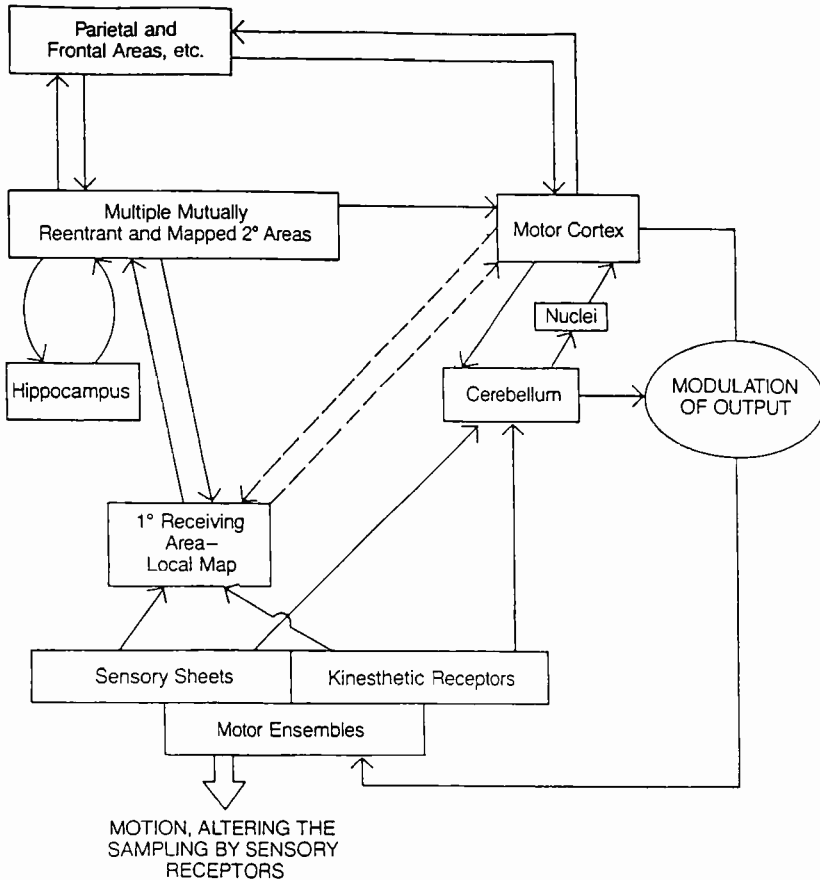 Parietal and
Frontal Areas, etc.
Multiple Mutually
Reentrant and Mapped 2° Areas
Motor Cortex
Nuclei
Hippocampus
Cerebellum
MODULATION
OF OUTPUT
1° Receiving
Area–
Local Map
Sensory Sheets
Kinesthetic Receptors
Motor Ensembles
MOTION, ALTERING THE
SAMPLING BY SENSORY
RECEPTORS